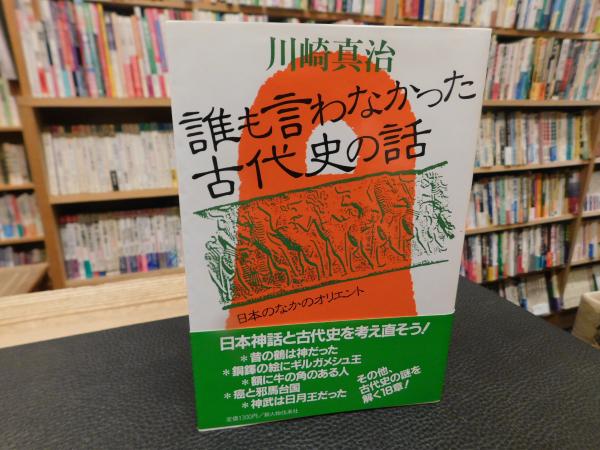 川崎真治
誰も言わなかった
古代史の話
日本のなかのオリエント
日本神話と古代史を考え直そう!
＊昔の鶴は神だった
＊銅鐸の絵にギルガメシュ王
＊額に牛の角のある人
＊癌と邪馬台国
＊神武は日月王だった
その他、
古代史の謎を
解く18章!
定価1300円/新人物往来社